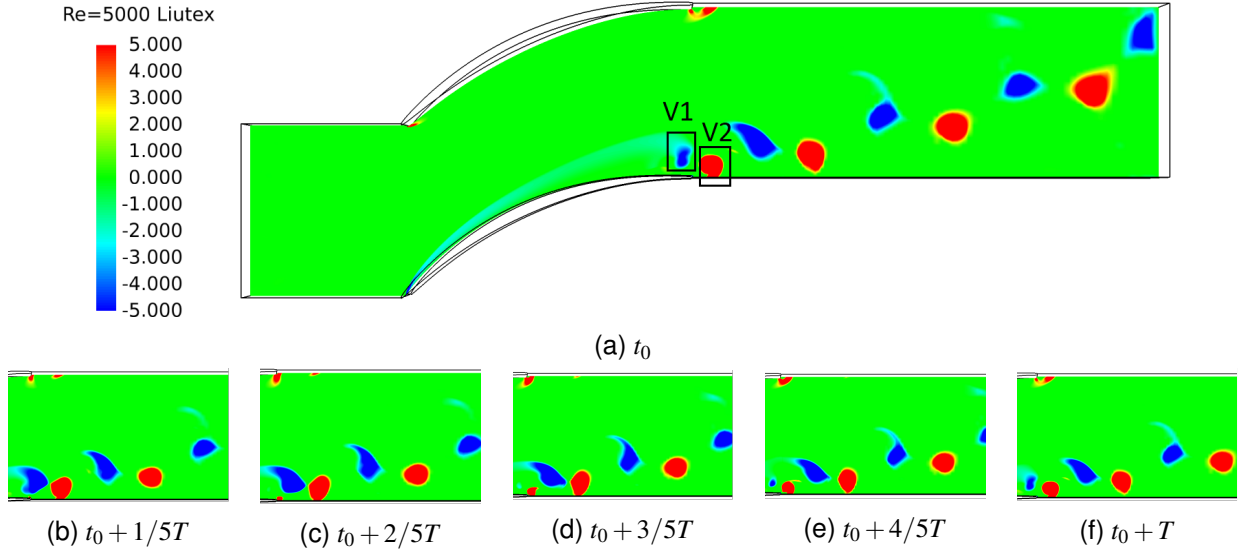 Re=5000 Liutex
5.000
3.000
2.000
1.000
0.000
-1.000
-2.000
-3.000
-4.000
-5.000
V1
V2
(a) t₀
(b) t₀ + 1/5T
(c) t₀ + 2/5T
(d) t₀ + 3/5T
(e) t₀ + 4/5T
(f) t₀ + T